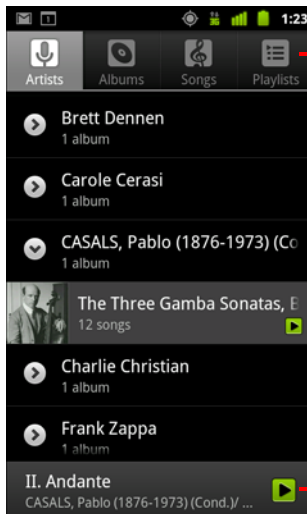 1
3G
1:23
Artists
Albums
Songs
Playlists
Brett Dennen
1 album
Carole Cerasi
1 album
CASALS, Pablo (1876-1973) (Co
1 album
The Three Gamba Sonatas, B
12 songs
Charlie Christian
1 album
Frank Zappa
1 album
II. Andante
CASALS, Pablo (1876-1973) (Cond.)/ ...